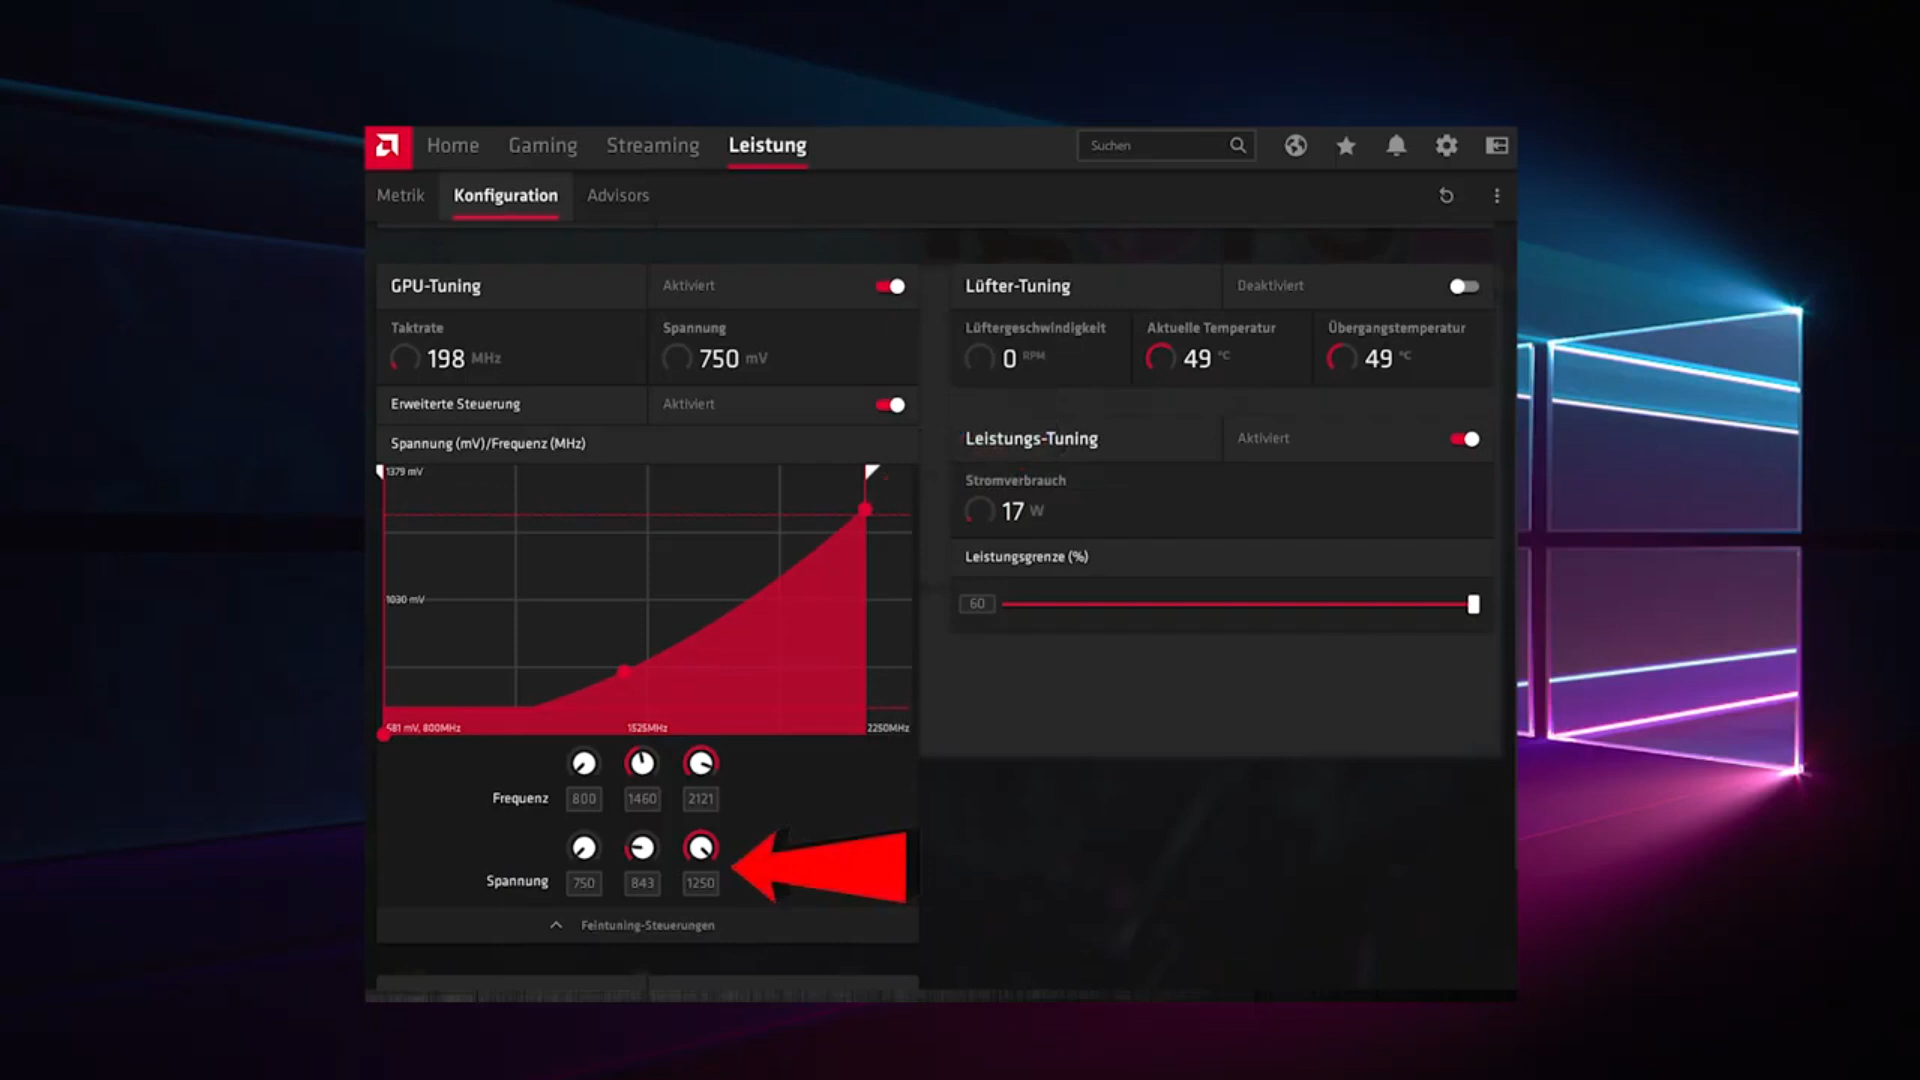 Home Gaming Streaming Leistung Suchen
Metrik Konfiguration Advisors
GPU-Tuning Aktiviert
Taktrate Spannung
198 MHz 750 mV
Erweiterte Steuerung Aktiviert
Spannung (mV)/Frequenz (MHz)
1379 mV
1030 mV
681 mV, 800MHz 1525MHz 2250MHz
Frequenz 800 1460 2121
Spannung 750 843 1250
Feintuning-Steuerungen
Lüfter-Tuning Deaktiviert
Lüftergeschwindigkeit Aktuelle Temperatur Übergangstemperatur
0 RPM 49 °C 49 °C
Leistungs-Tuning Aktiviert
Stromverbrauch
17 W
Leistungsgrenze (%)
60